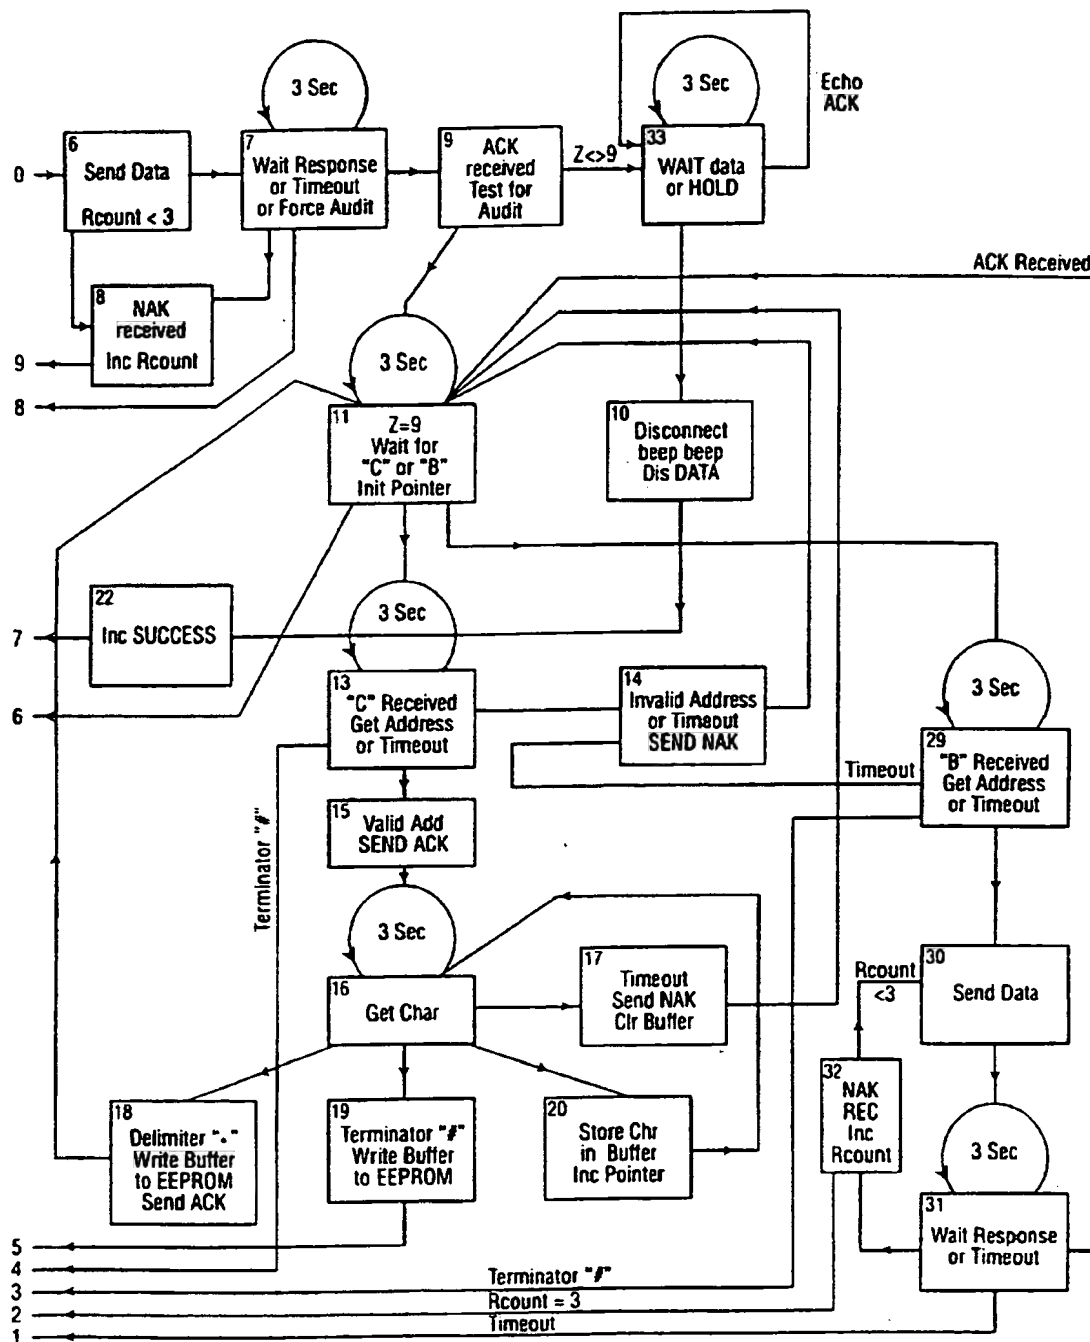 3 Sec
3 Sec
Echo
ACK
6
Send Data
Rcount < 3
7
Wait Response
or Timeout
or Force Audit
9
ACK
received
Test for
Audit
Z<>9
33
WAIT data
or HOLD
0
ACK Received
8
NAK
received
Inc Rcount
9
8
3 Sec
11
Z=9
Wait for
"C" or "B"
Init Pointer
10
Disconnect
beep beep
Dis DATA
22
Inc SUCCESS
7
6
3 Sec
13
"C" Received
Get Address
or Timeout
14
Invalid Address
or Timeout
SEND NAK
3 Sec
Timeout
29
"B" Received
Get Address
or Timeout
15
Valid Add
SEND ACK
Terminator "#"
3 Sec
16
Get Char
17
Timeout
Send NAK
Clr Buffer
Rcount
<3
30
Send Data
18
Delimiter "*"
Write Buffer
to EEPROM
Send ACK
19
Terminator "#"
Write Buffer
to EEPROM
20
Store Chr
in Buffer
Inc Pointer
32
NAK
REC
Inc
Rcount
3 Sec
31
Wait Response
or Timeout
5
4
3
Terminator "#"
2
Rcount = 3
1
Timeout